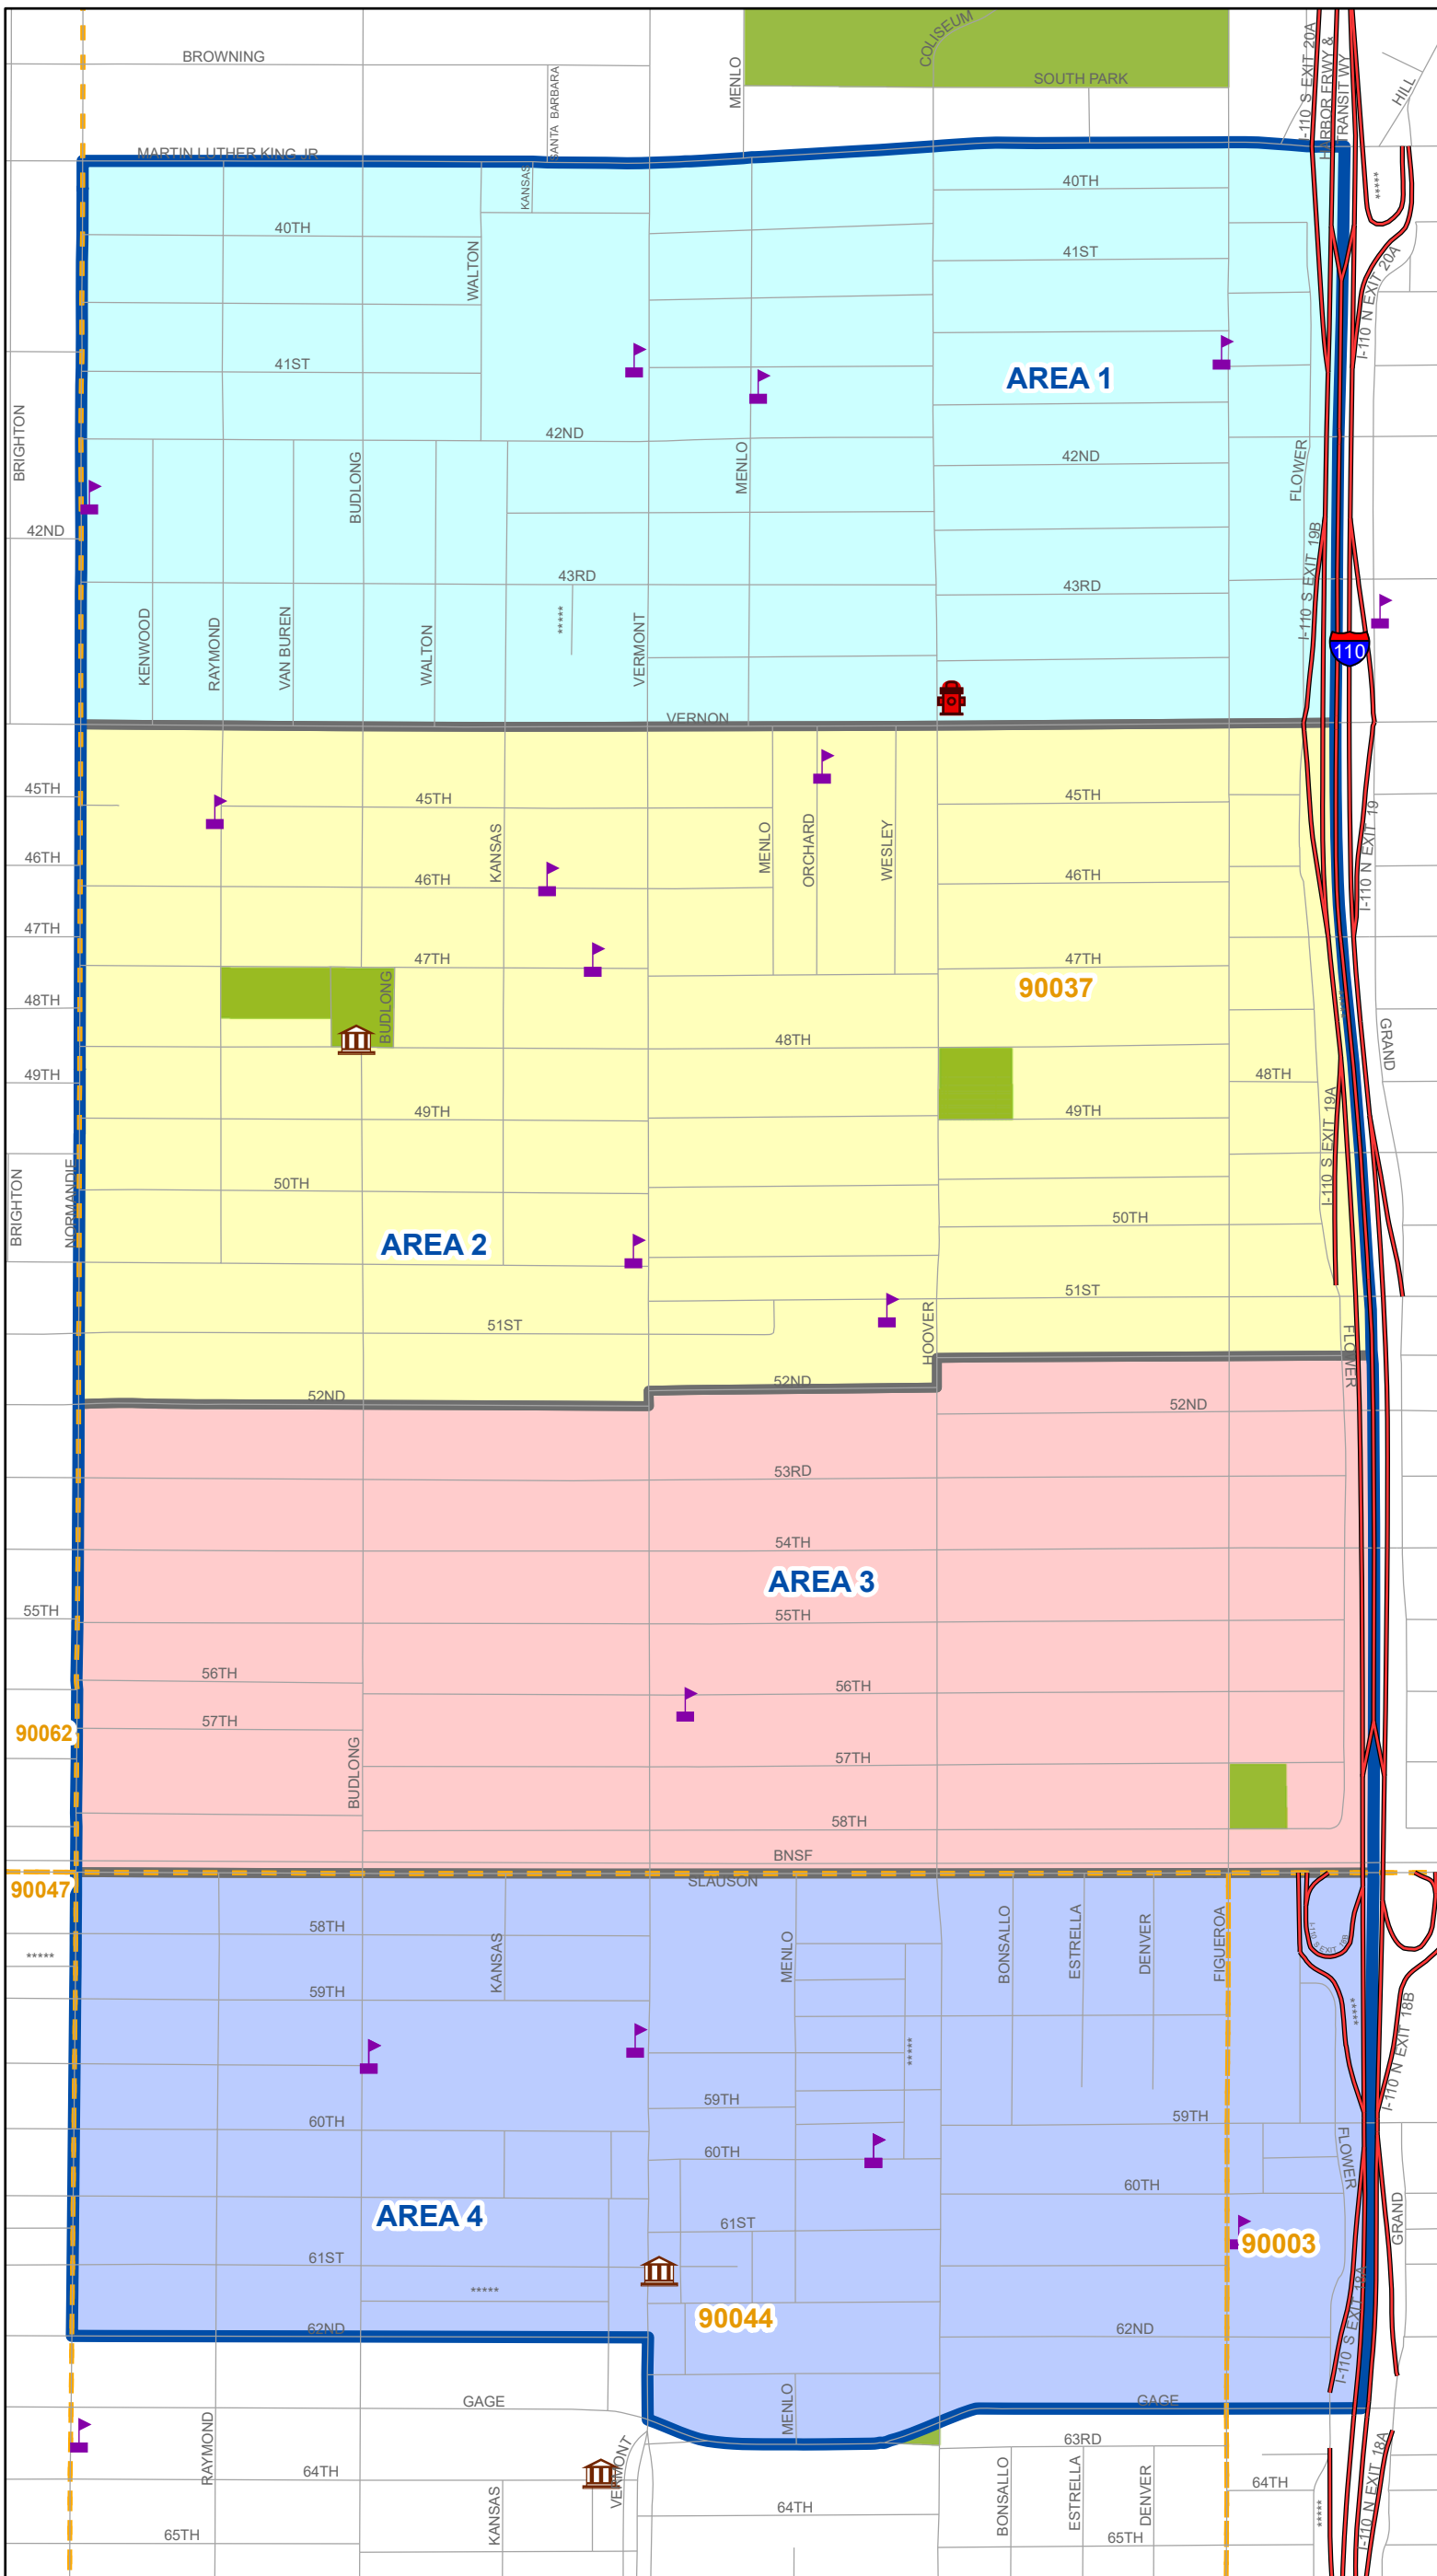 COLISEUM
BROWNING
SANTA BARBARA
MENLO
SOUTH PARK
I-110 S EXIT 20A
HARBOR FRWY &
TRANSIT WY
HILL
MARTIN LUTHER KING JR
KANSAS
40TH
*****
40TH
WALTON
41ST
I-110 N EXIT 20A
41ST
AREA 1
BRIGHTON
42ND
BUDLONG
MENLO
42ND
FLOWER
42ND
I-110 S EXIT 19B
43RD
43RD
KENWOOD
RAYMOND
VAN BUREN
WALTON
*****
VERMONT
110
VERNON
45TH
45TH
45TH
46TH
KANSAS
MENLO
ORCHARD
WESLEY
I-110 N EXIT 19
46TH
46TH
47TH
47TH
47TH
48TH
BUDLONG
90037
48TH
GRAND
49TH
48TH
49TH
49TH
I-110 S EXIT 19A
BRIGHTON
NORMANDIE
50TH
50TH
AREA 2
51ST
51ST
HOOVER
FLOWER
52ND
52ND
52ND
53RD
54TH
AREA 3
55TH
55TH
56TH
56TH
57TH
90062
BUDLONG
57TH
58TH
BNSF
SLAUSON
90047
58TH
KANSAS
MENLO
BONSALLO
ESTRELLA
DENVER
FIGUEROA
*****
59TH
*****
I-110 N EXIT 18B
*****
59TH
59TH
60TH
60TH
FLOWER
60TH
AREA 4
61ST
GRAND
90003
61ST
*****
I-110 S EXIT 18A
90044
62ND
62ND
GAGE
MENLO
GAGE
RAYMOND
VERMONT
63RD
I-110 N EXIT 18A
64TH
BONSALLO
ESTRELLA
DENVER
64TH
KANSAS
64TH
*****
65TH
65TH